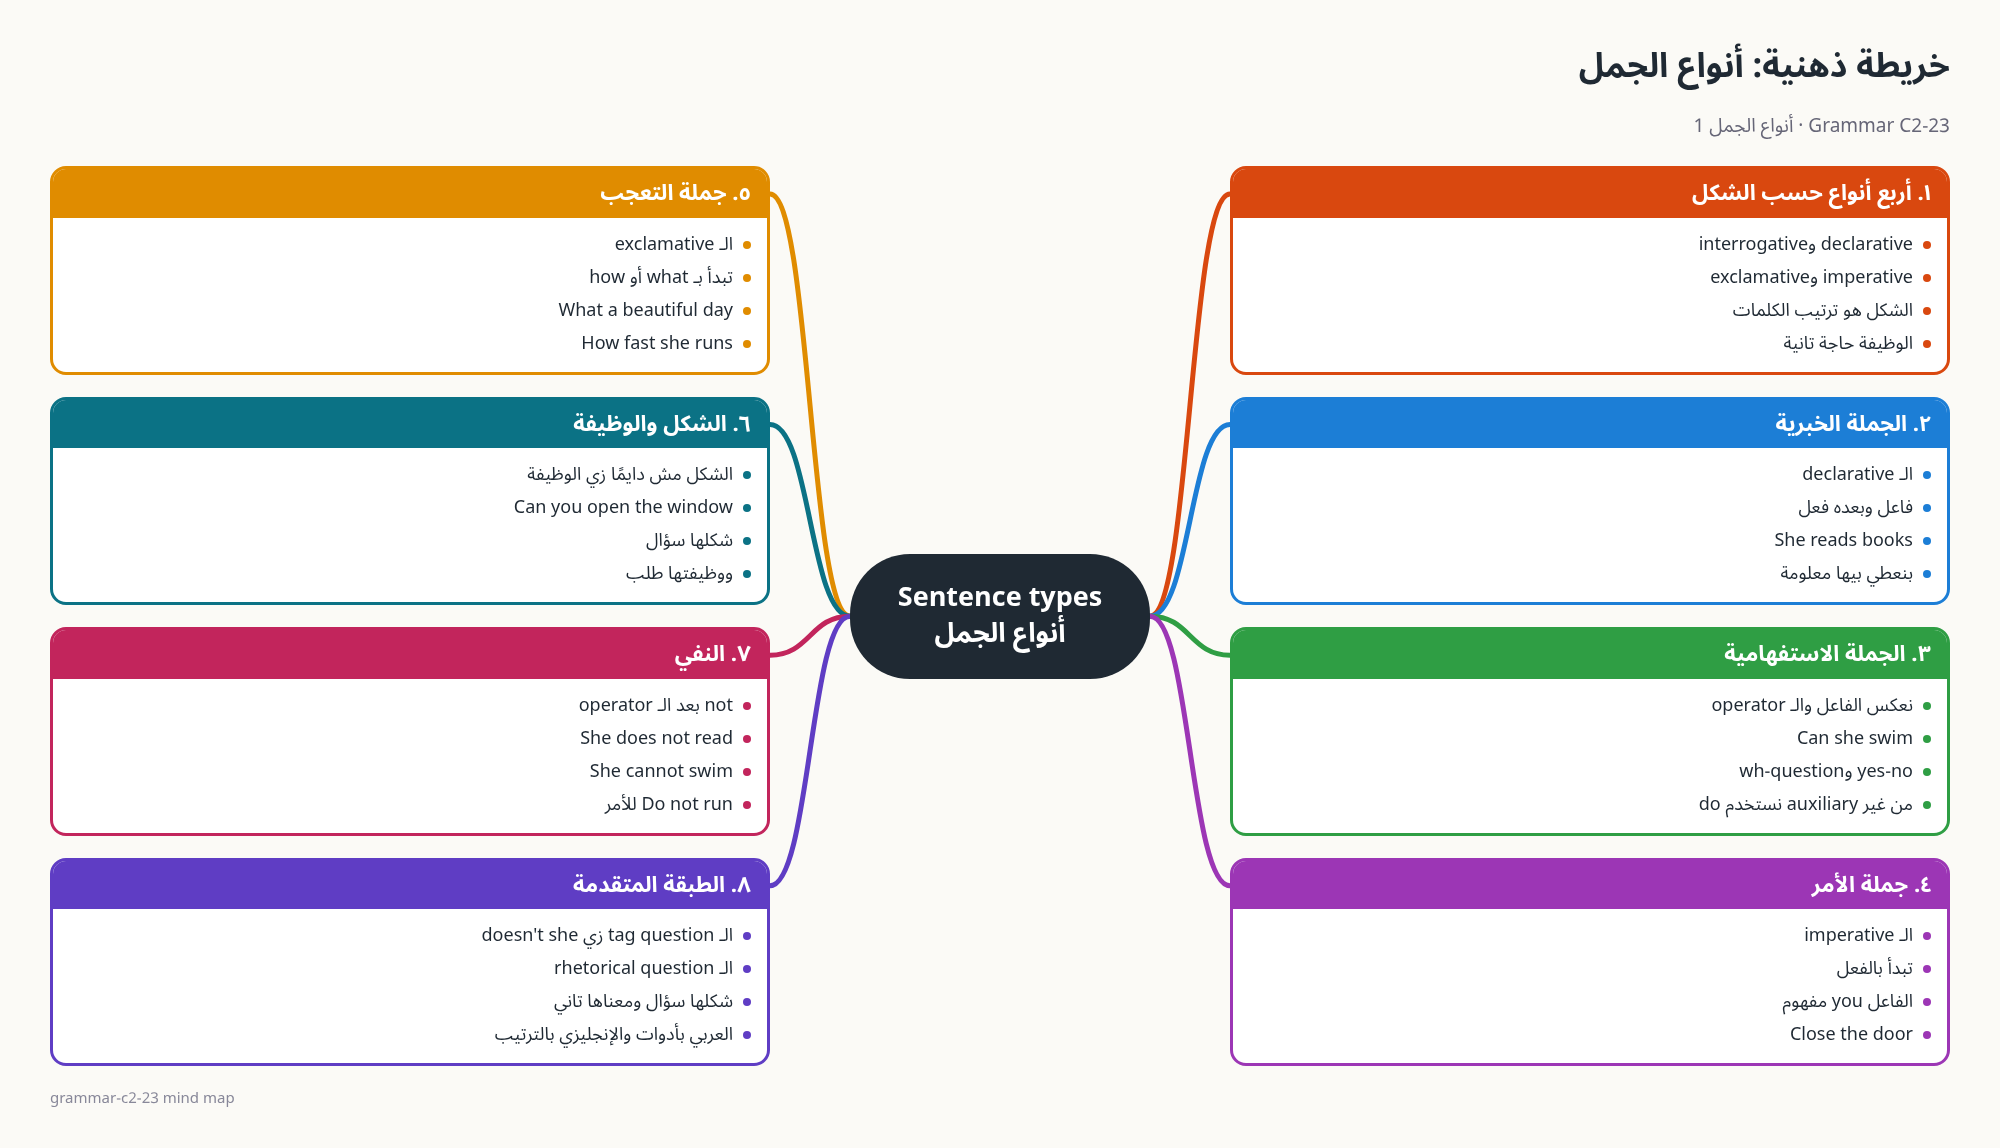 خريطة ذهنية: أنواع الجمل
Grammar C2-23 · أنواع الجمل 1
١. أربع أنواع حسب الشكل
declarative وinterrogative
imperative وexclamative
الشكل هو ترتيب الكلمات
الوظيفة حاجة تانية
٢. الجملة الخبرية
الـ declarative
فاعل وبعده فعل
She reads books
بنعطي بيها معلومة
٣. الجملة الاستفهامية
نعكس الفاعل والـ operator
Can she swim
yes-no وwh-question
من غير auxiliary نستخدم do
٤. جملة الأمر
الـ imperative
تبدأ بالفعل
الفاعل you مفهوم
Close the door
Sentence types
أنواع الجمل
٥. جملة التعجب
الـ exclamative
تبدأ بـ what أو how
What a beautiful day
How fast she runs
٦. الشكل والوظيفة
الشكل مش دايمًا زي الوظيفة
Can you open the window
شكلها سؤال
ووظيفتها طلب
٧. النفي
not بعد الـ operator
She does not read
She cannot swim
Do not run للأمر
٨. الطبقة المتقدمة
الـ tag question زي doesn't she
الـ rhetorical question
شكلها سؤال ومعناها تاني
العربي بأدوات والإنجليزي بالترتيب
grammar-c2-23 mind map